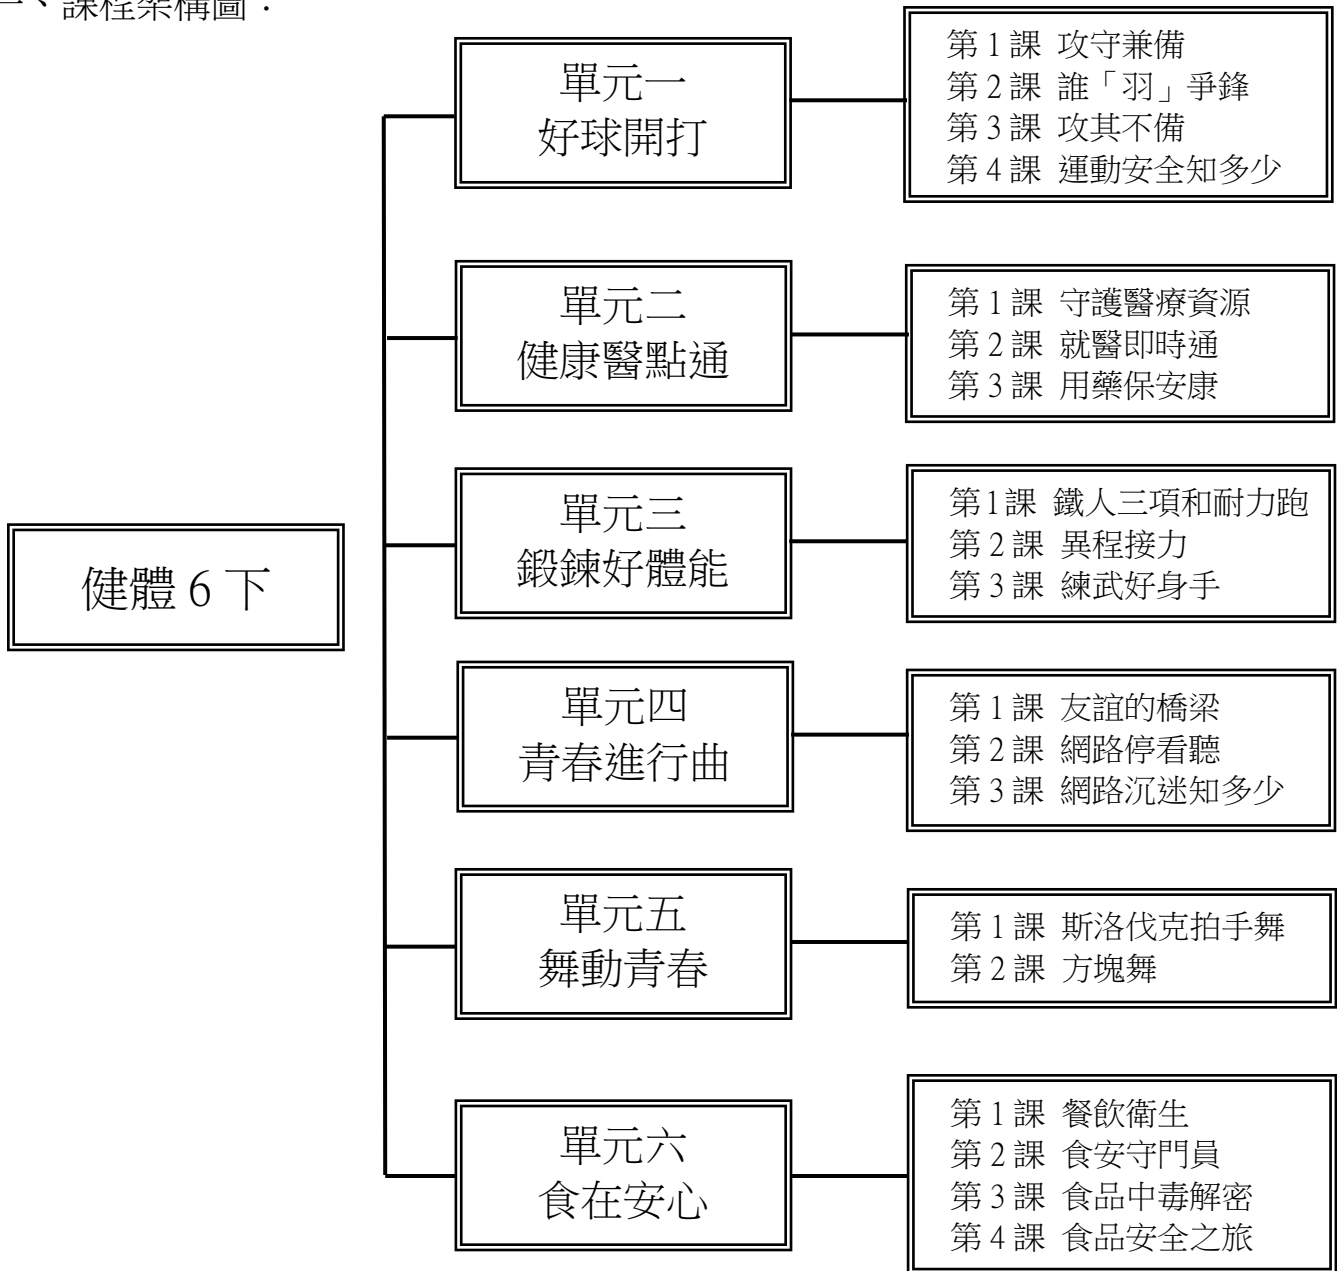 、課程架構圖：
健體 6 下
單元一
好球開打
第 1 課 攻守兼備
第 2 課 誰「羽」爭鋒
第 3 課 攻其不備
第 4 課 運動安全知多少
單元二
健康醫點通
第 1 課 守護醫療資源
第 2 課 就醫即時通
第 3 課 用藥保安康
單元三
鍛鍊好體能
第1課 鐵人三項和耐力跑
第 2 課 異程接力
第 3 課 練武好身手
單元四
青春進行曲
第 1 課 友誼的橋梁
第 2 課 網路停看聽
第 3 課 網路沉迷知多少
單元五
舞動青春
第 1 課 斯洛伐克拍手舞
第 2 課 方塊舞
單元六
食在安心
第 1 課 餐飲衛生
第 2 課 食安守門員
第 3 課 食品中毒解密
第 4 課 食品安全之旅